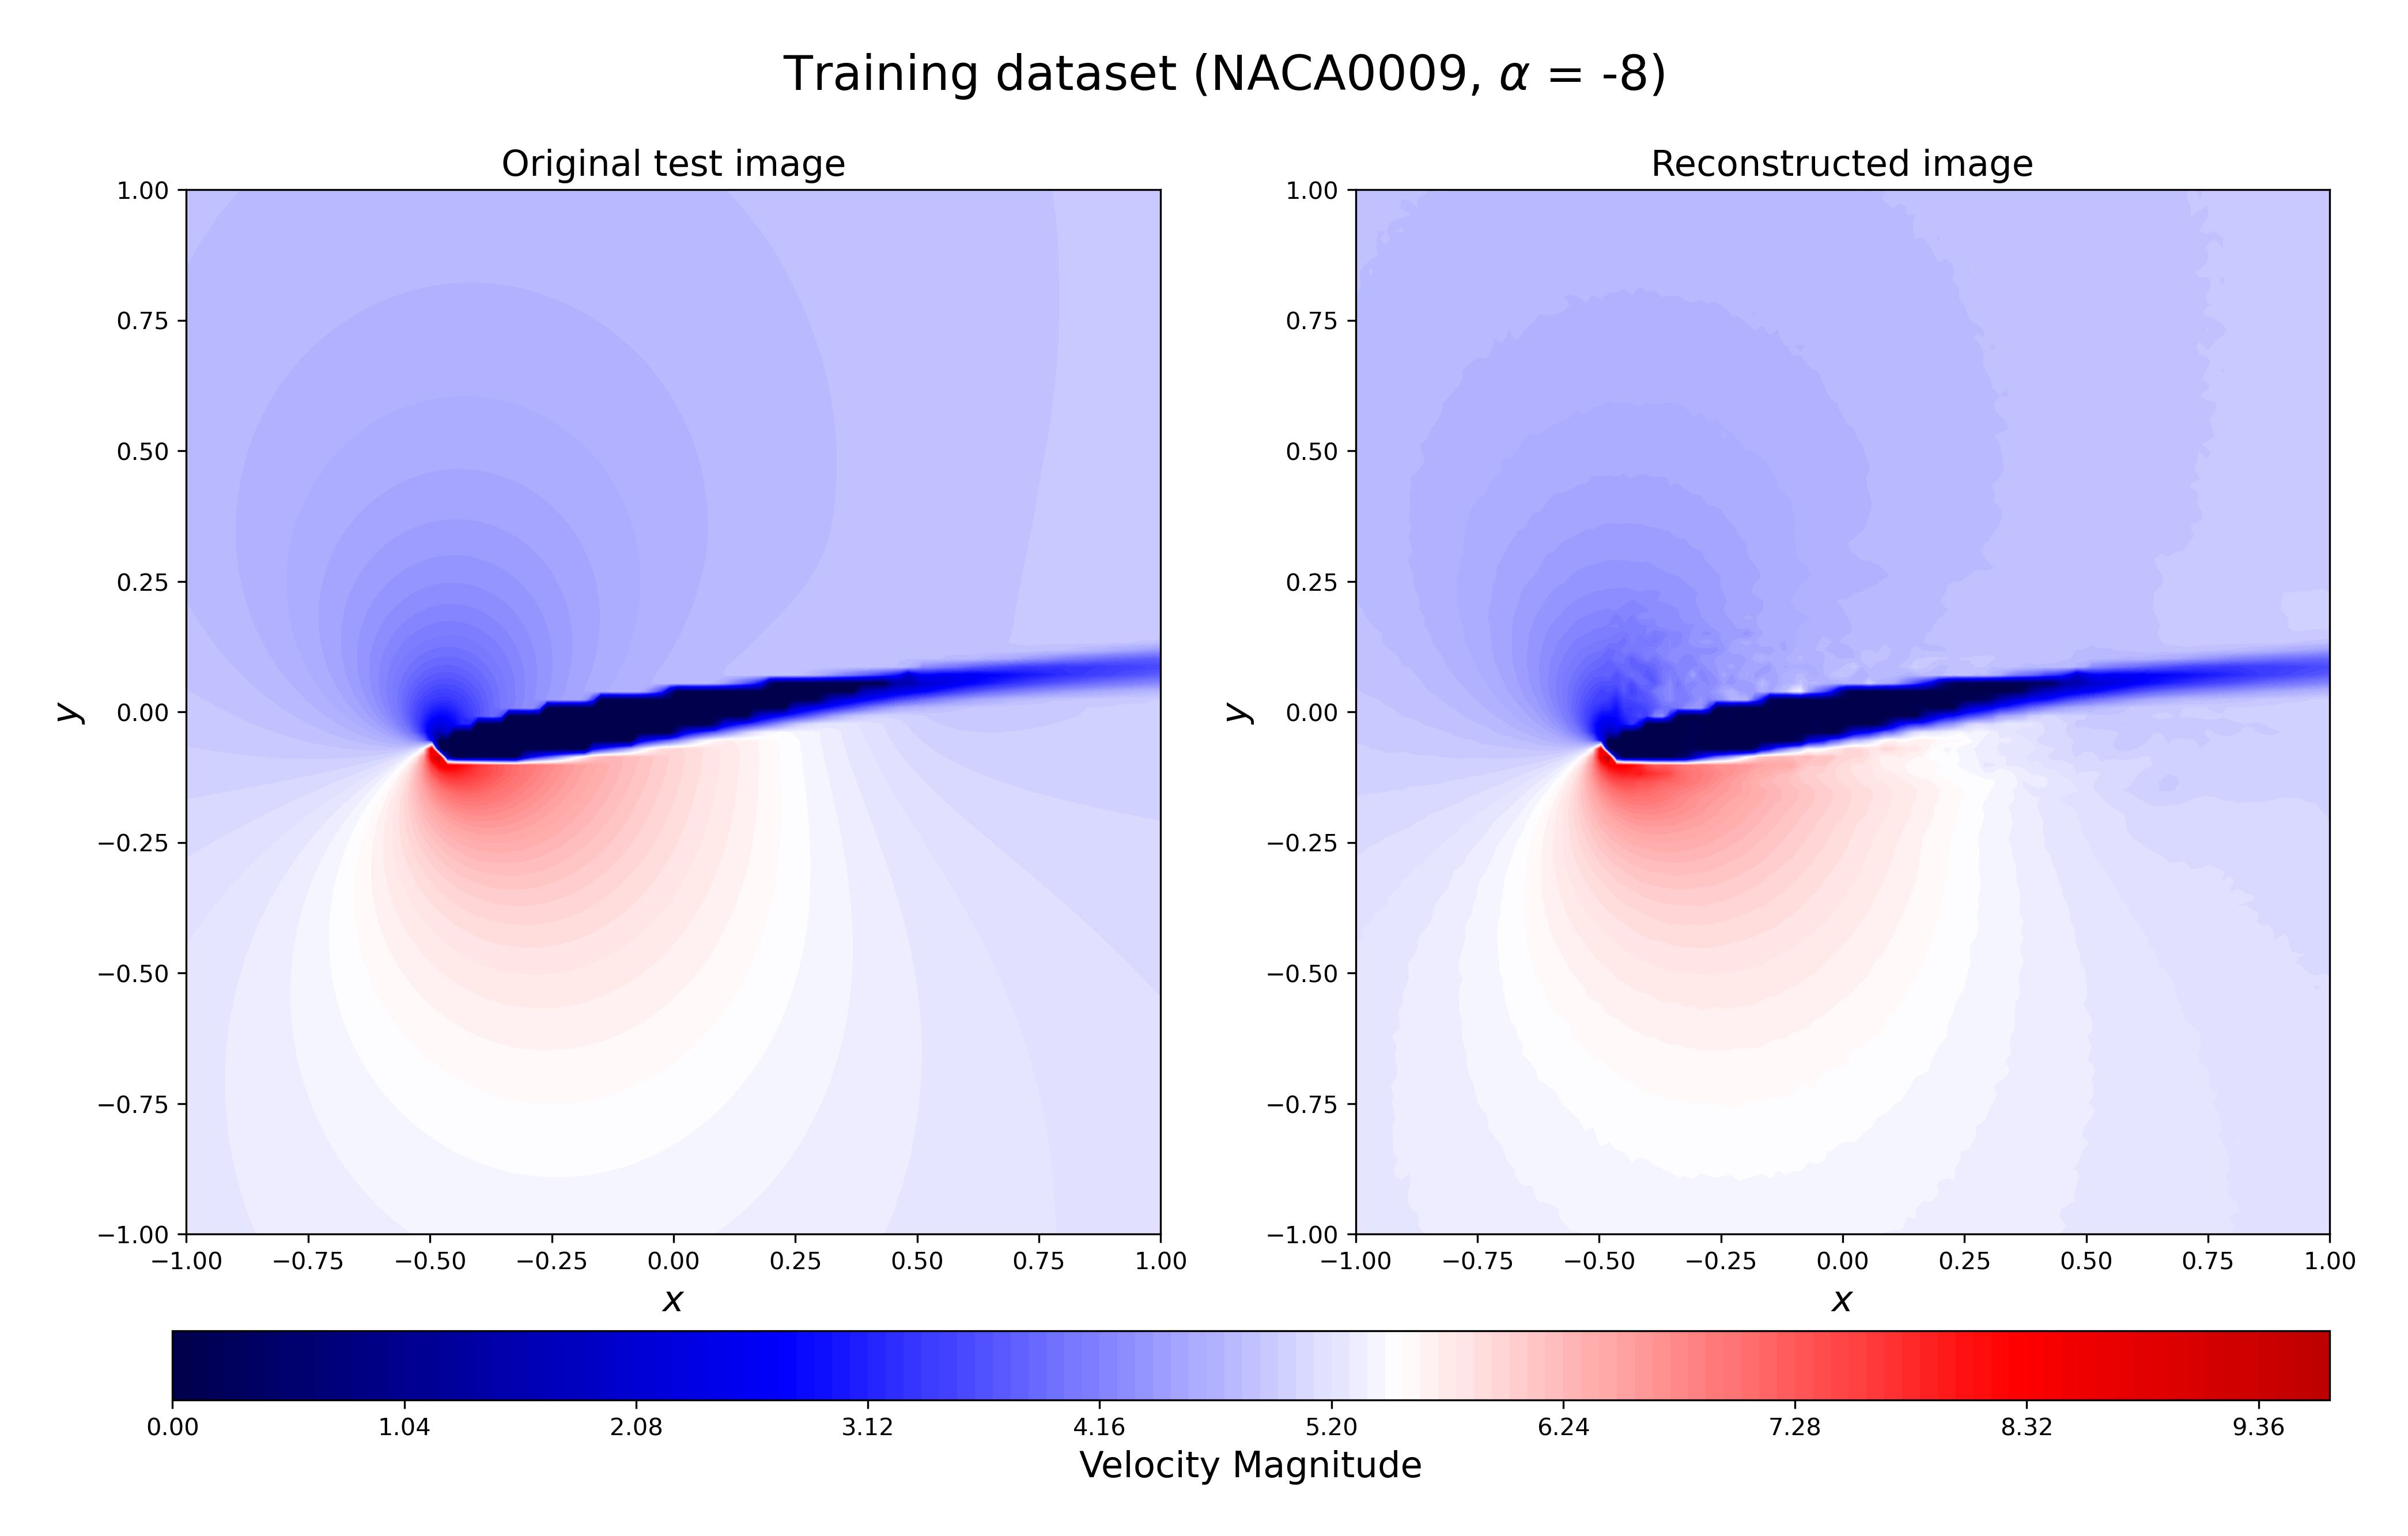 Training dataset (NACA0009, α = -8)
Original test image
Reconstructed image
1.00
0.75
0.50
0.25
0.00
−0.25
−0.50
−0.75
−1.00
y
−1.00 −0.75 −0.50 −0.25 0.00 0.25 0.50 0.75 1.00
x
1.00
0.75
0.50
0.25
0.00
−0.25
−0.50
−0.75
−1.00
y
−1.00 −0.75 −0.50 −0.25 0.00 0.25 0.50 0.75 1.00
x
0.00 1.04 2.08 3.12 4.16 5.20 6.24 7.28 8.32 9.36
Velocity Magnitude